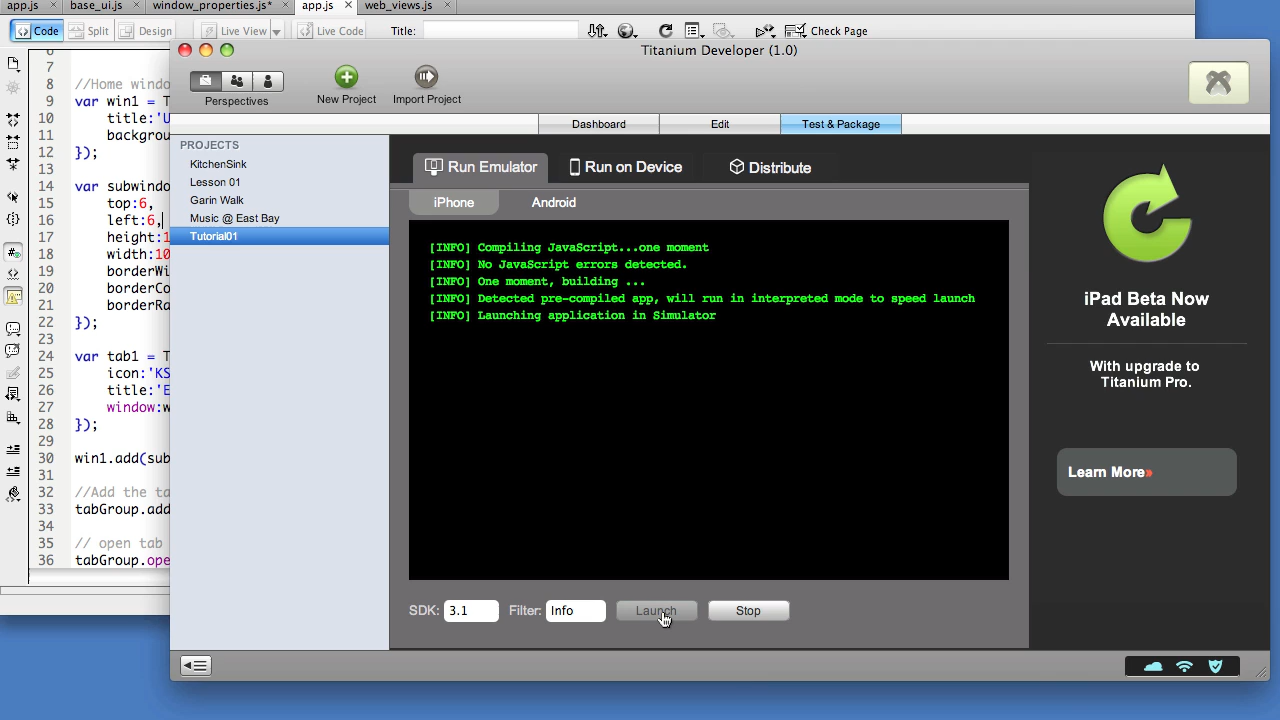 app.js
base_ui.js
window_properties.js*
app.js
web_views.js
Code
Split
Design
Live View
Live Code
Title:
Check Page
7
8 //Home windo
9 var win1 = T
10 title:'U
11 backgrou
12 });
13
14 var subwindo
15 top:6,
16 left:6,
17 height:1
18 width:10
19 borderWi
20 borderCo
21 borderRa
22 });
23
24 var tab1 = T
25 icon:'KS
26 title:'E
27 window:w
28 });
29
30 win1.add(sub
31
32 //Add the ta
33 tabGroup.add
34
35 // open tab
36 tabGroup.ope
Titanium Developer (1.0)
Perspectives
New Project
Import Project
Dashboard
Edit
Test & Package
PROJECTS
KitchenSink
Lesson 01
Garin Walk
Music @ East Bay
Tutorial01
Run Emulator
Run on Device
Distribute
iPhone
Android
[INFO] Compiling JavaScript...one moment
[INFO] No JavaScript errors detected.
[INFO] One moment, building ...
[INFO] Detected pre-compiled app, will run in interpreted mode to speed launch
[INFO] Launching application in Simulator
SDK: 3.1
Filter: Info
Launch
Stop
iPad Beta Now
Available
With upgrade to
Titanium Pro.
Learn More»